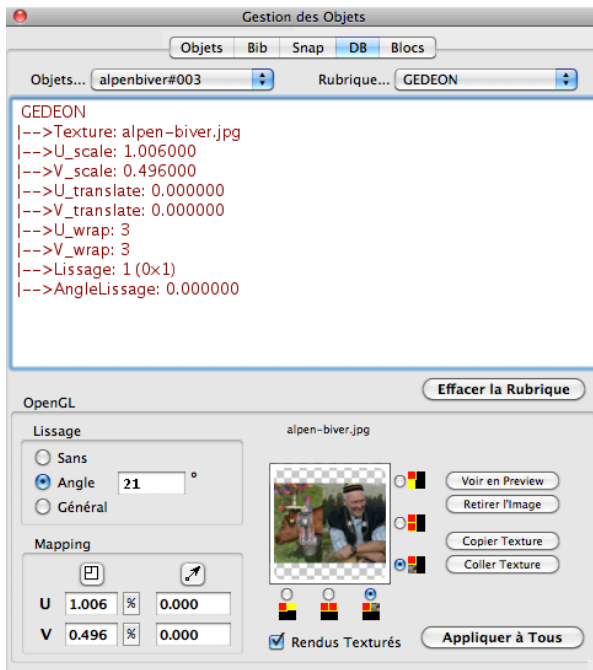 Gestion des Objets
Objets Bib Snap DB Blocs
Objets... alpenbiver#003 Rubrique... GEDEON
GEDEON
|-->Texture: alpen-biver.jpg
|-->U_scale: 1.006000
|-->V_scale: 0.496000
|-->U_translate: 0.000000
|-->V_translate: 0.000000
|-->U_wrap: 3
|-->V_wrap: 3
|-->Lissage: 1 (0x1)
|-->AngleLissage: 0.000000
Effacer la Rubrique
OpenGL
Lissage
Sans
Angle 21 °
Général
Mapping
U 1.006 % 0.000
V 0.496 % 0.000
alpen-biver.jpg
Voir en Preview
Retirer l'Image
Copier Texture
Coller Texture
Rendus Texturés
Appliquer à Tous